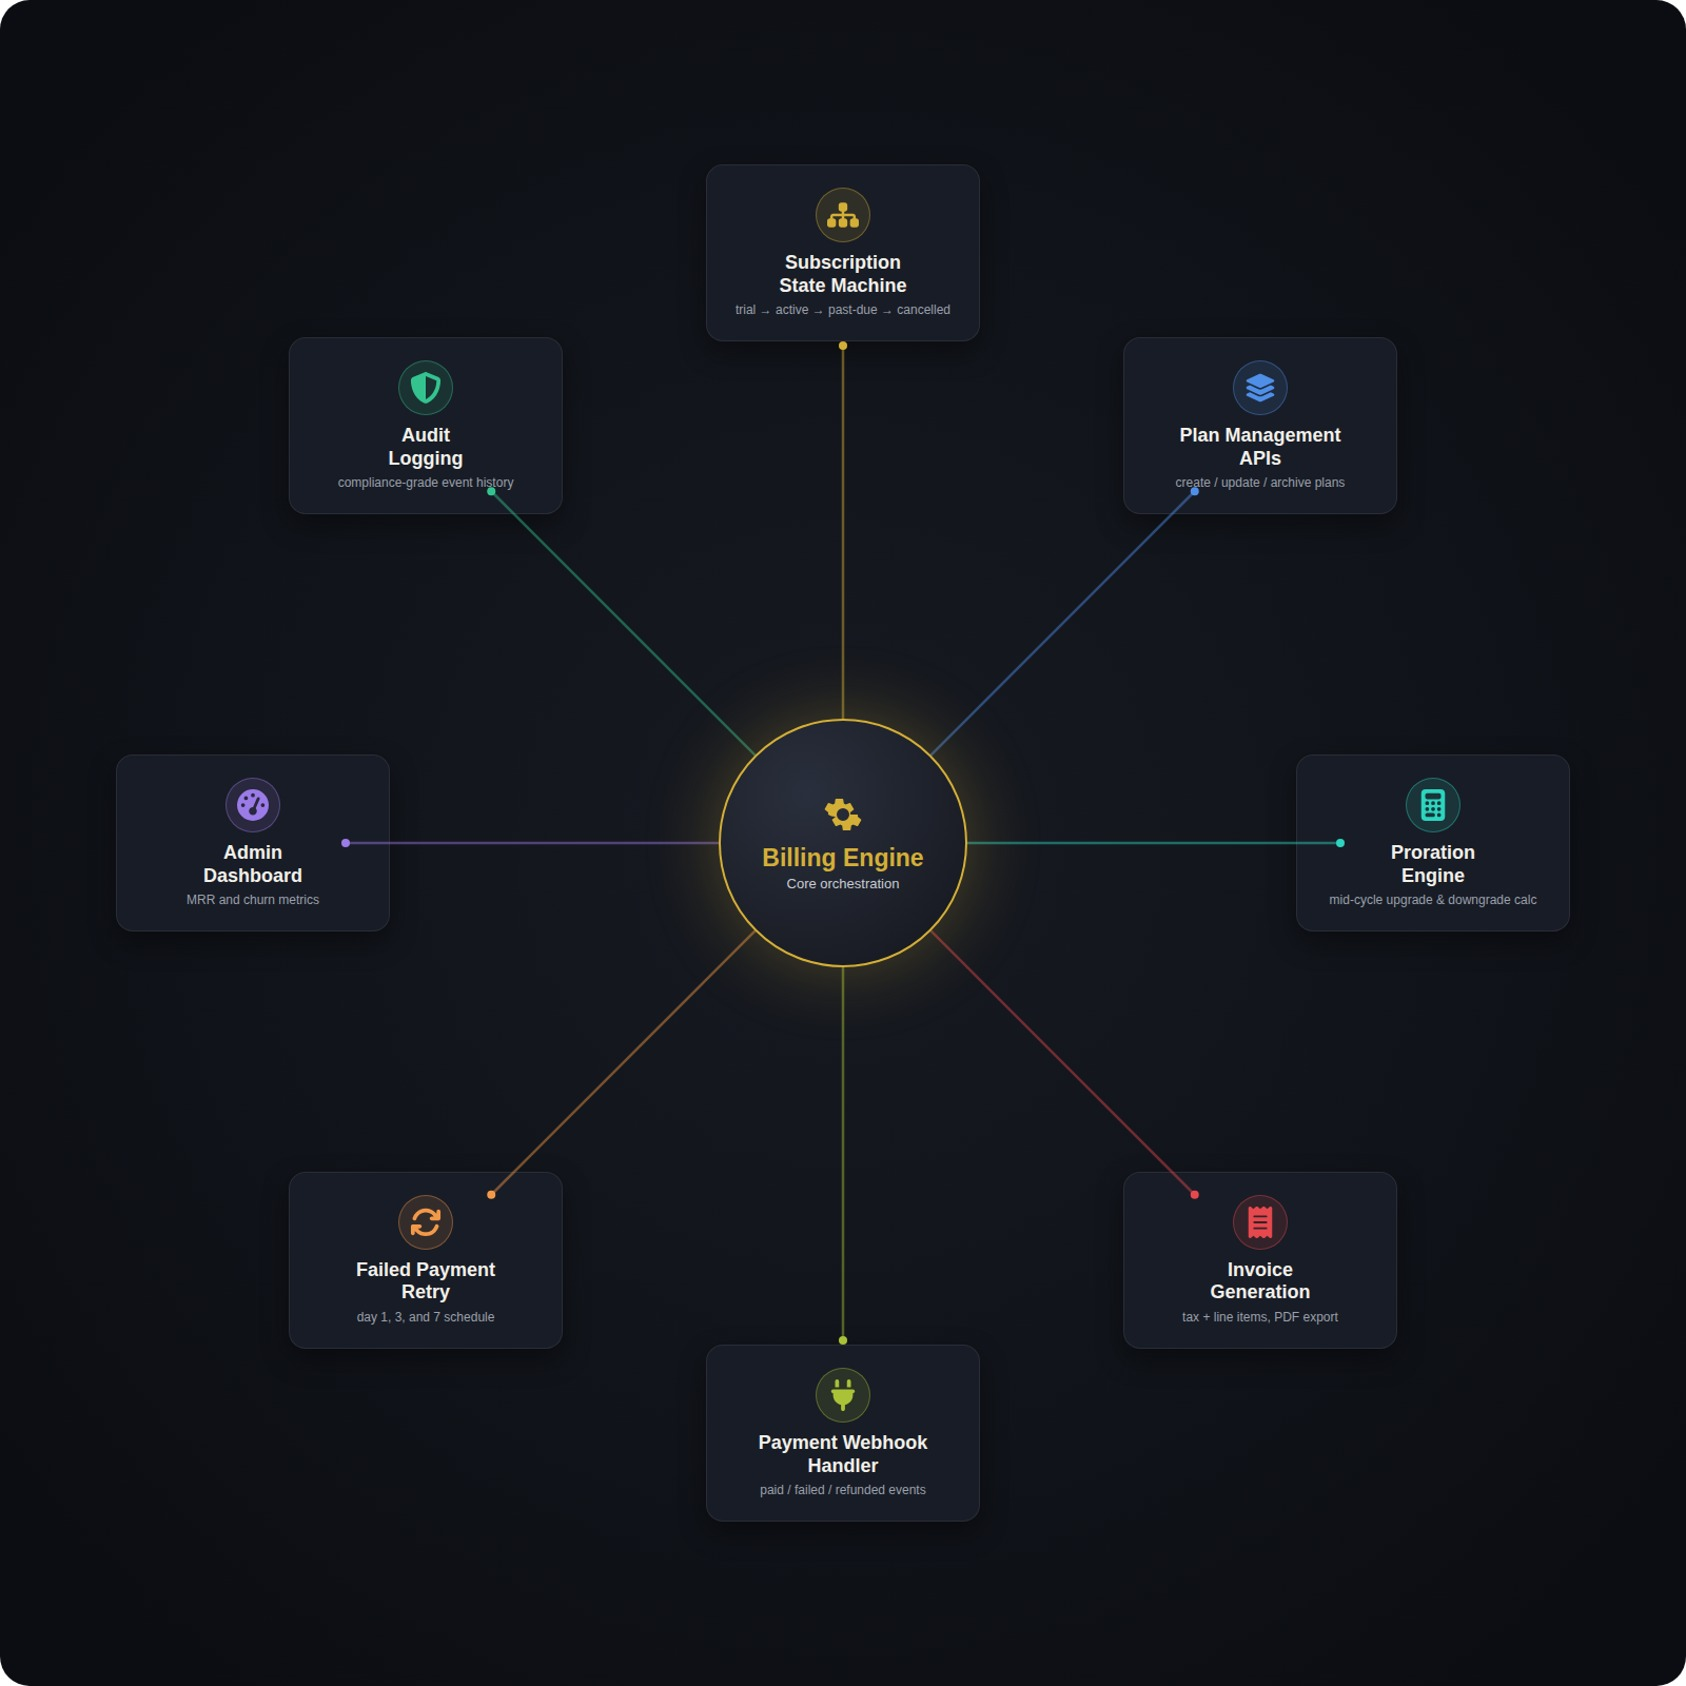 Subscription
State Machine
trial → active → past-due → cancelled
Audit
Logging
compliance-grade event history
Plan Management
APIs
create / update / archive plans
Admin
Dashboard
MRR and churn metrics
Billing Engine
Core orchestration
Proration
Engine
mid-cycle upgrade & downgrade calc
Failed Payment
Retry
day 1, 3, and 7 schedule
Invoice
Generation
tax + line items, PDF export
Payment Webhook
Handler
paid / failed / refunded events